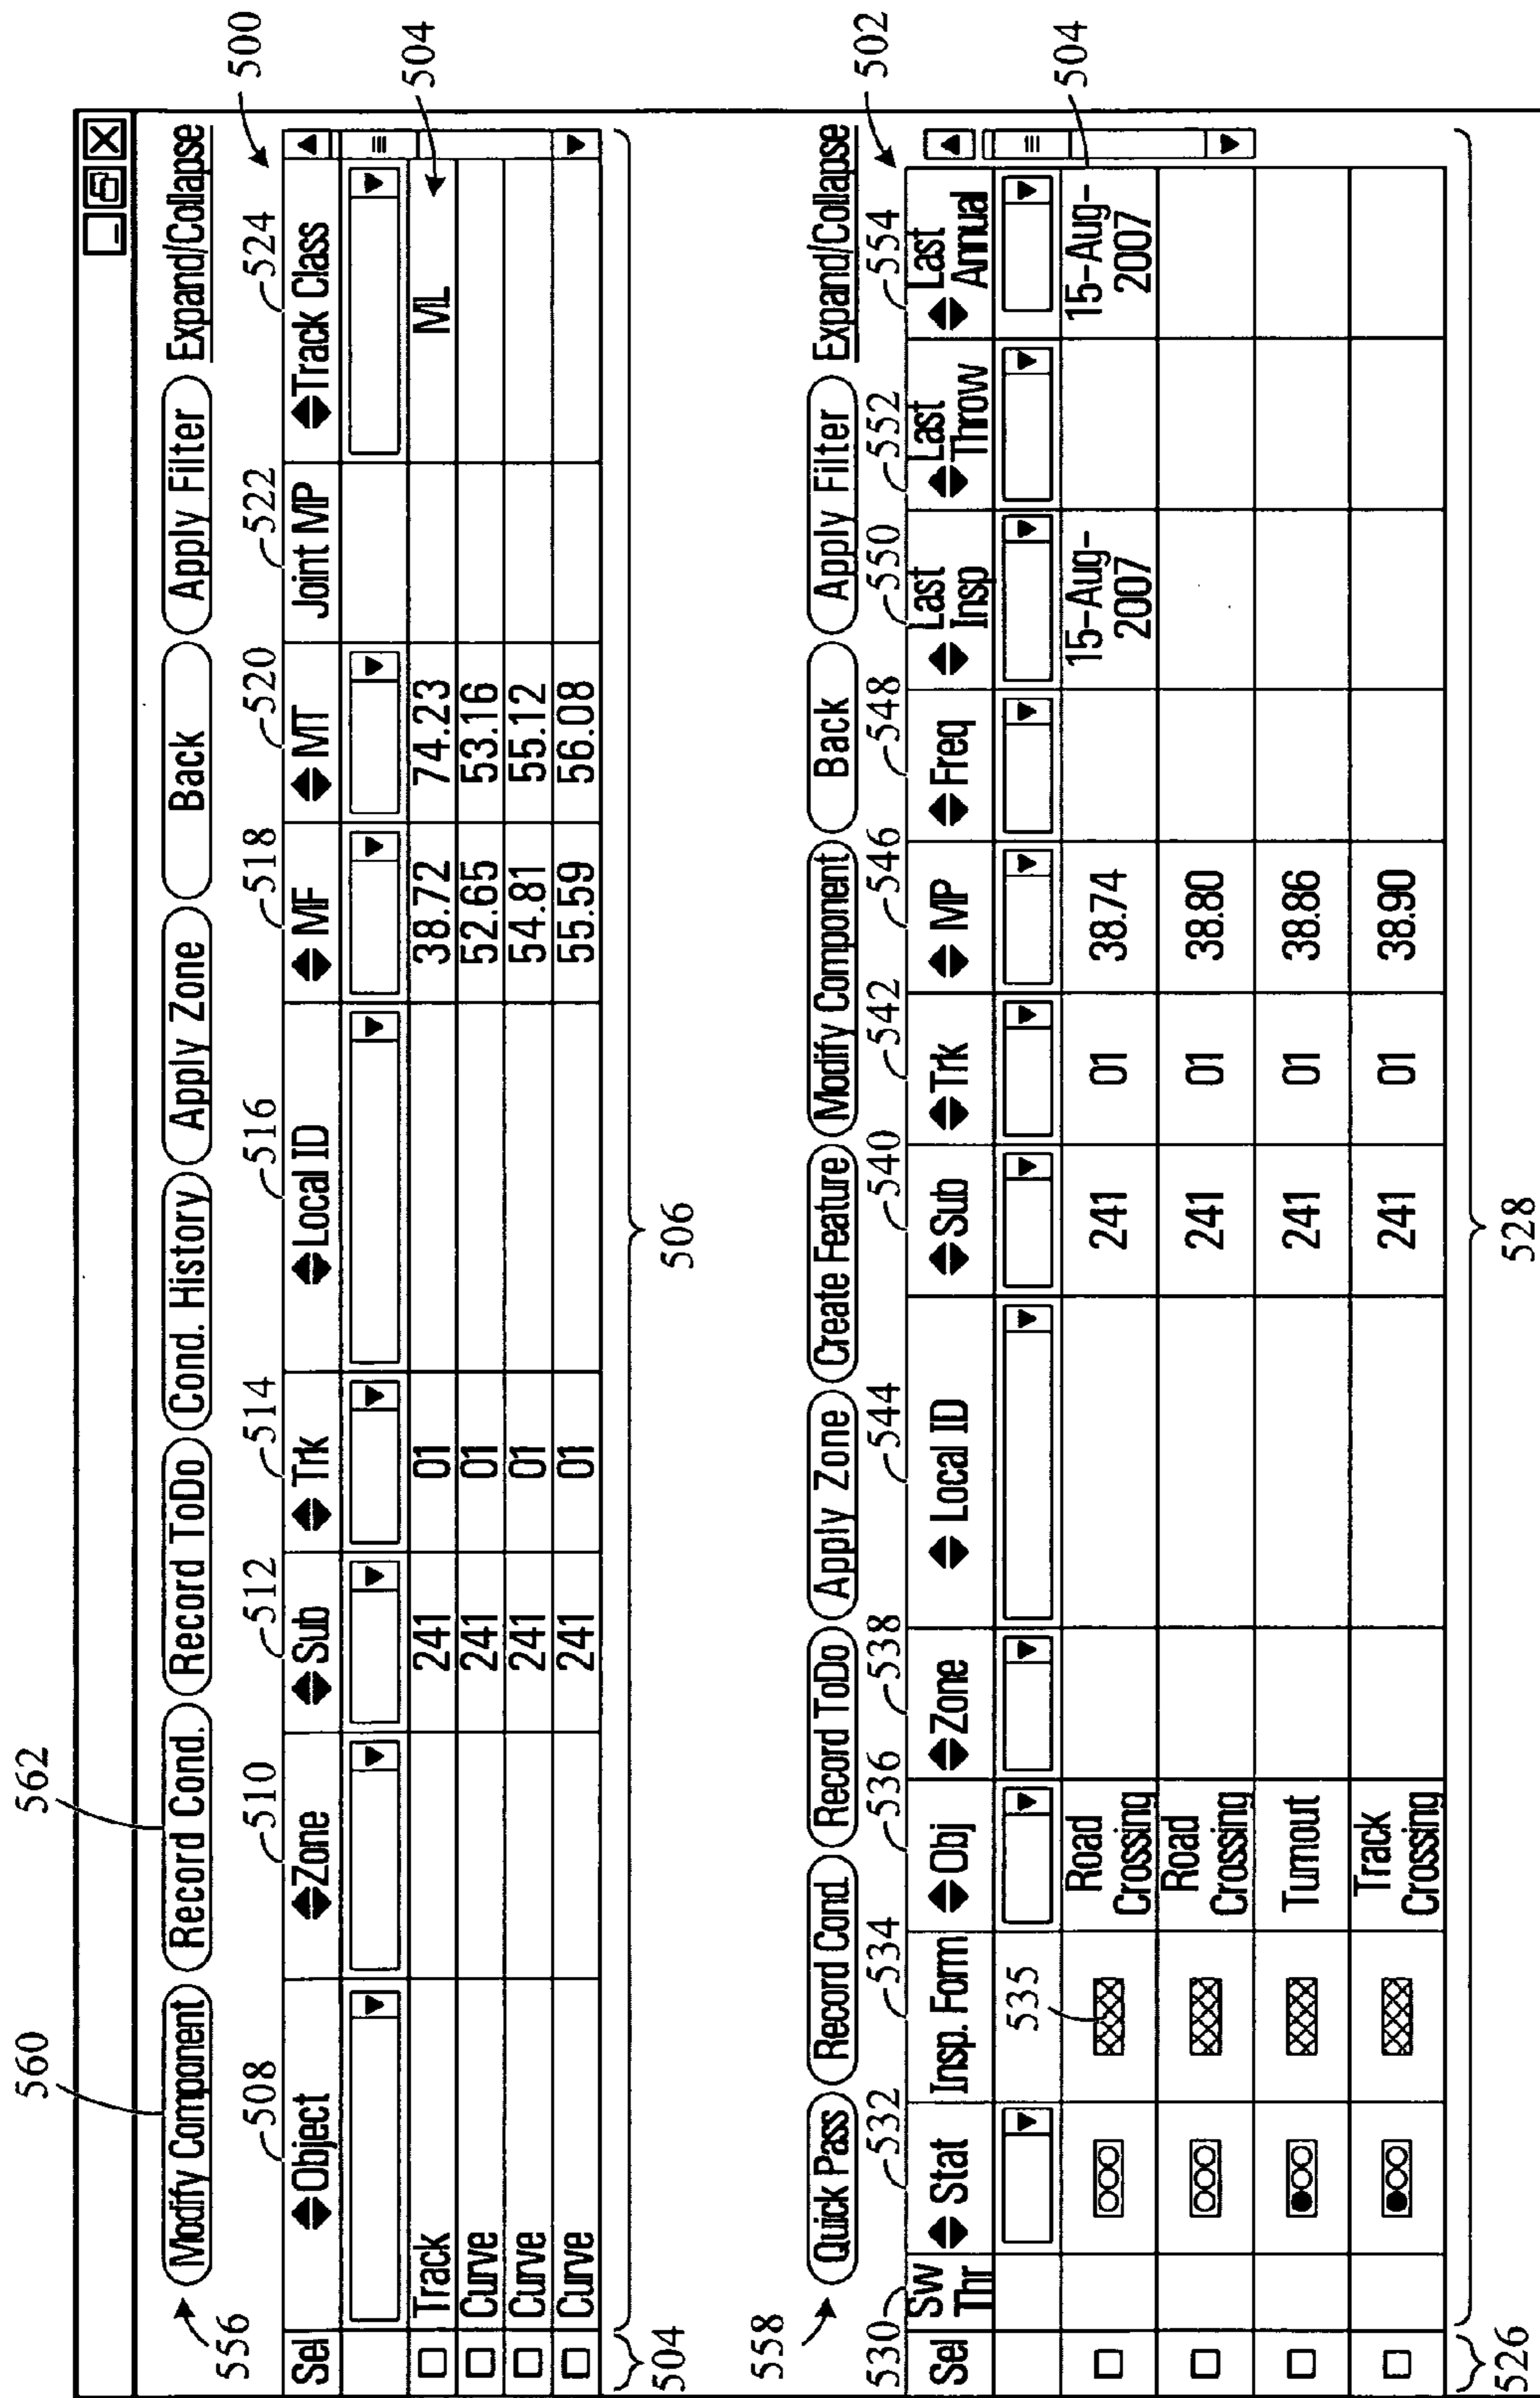 560
562
Modify Component Record Cond. Record ToDo Cond. History Apply Zone Back Apply Filter Expand/Collapse
556
508 510 512 514 516 518 520 522 524 500
Sel Object Zone Sub Trk Local ID MF MT Joint MP Track Class
Track 241 01 38.72 74.23 ML 504
Curve 241 01 52.65 53.16
Curve 241 01 54.81 55.12
Curve 241 01 55.59 56.08
504 506
558
Quick Pass Record Cond. Record ToDo Apply Zone Create Feature Modify Component Back Apply Filter Expand/Collapse
530 532 534 536 538 544 540 542 546 548 550 552 554 502
Sel Sw Thr Stat Insp. Form Obj Zone Local ID Sub Trk MP Freq Last Insp Last Throw Last Annual
535
504
Road Crossing 241 01 38.74 15-Aug-2007 15-Aug-2007
Road Crossing 241 01 38.80
Turnout 241 01 38.86
Track Crossing 241 01 38.90
526 528